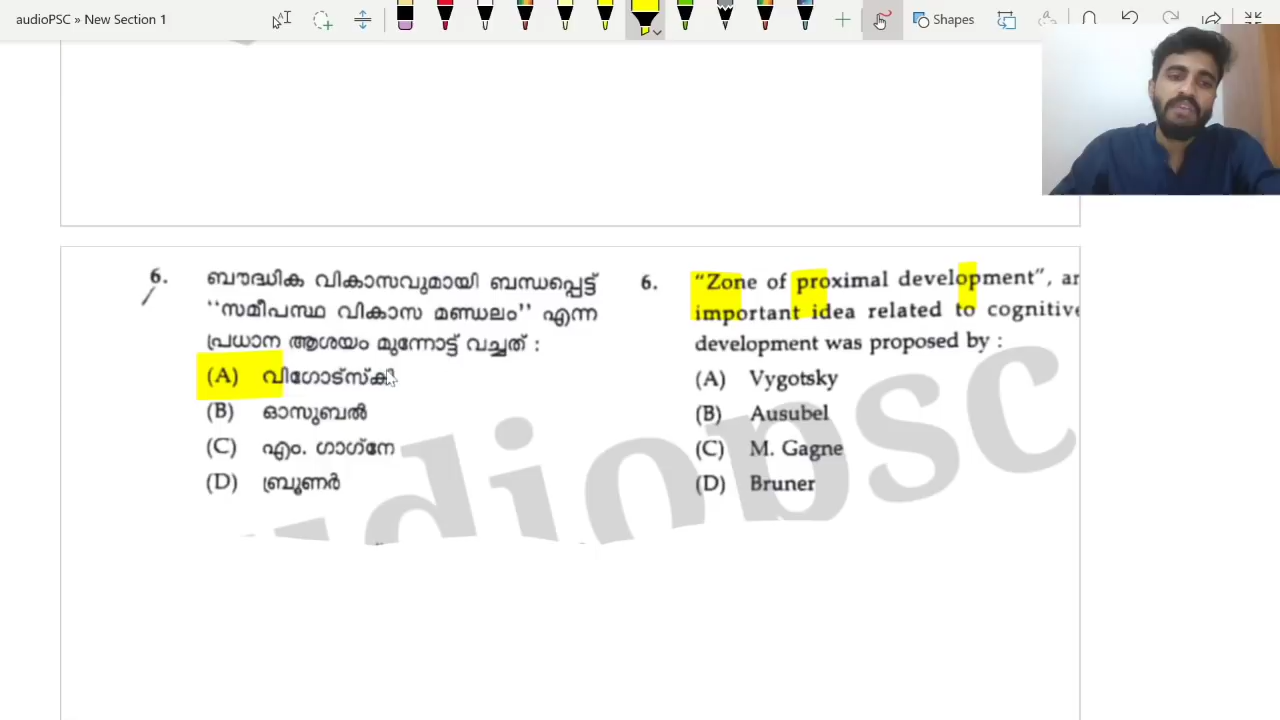 audioPSC » New Section 1
Shapes
6.
ബൗദ്ധിക വികാസവുമായി ബന്ധപ്പെട്ട്
‘‘സമീപസ്ഥ വികാസ മണ്ഡലം’’ എന്ന
പ്രധാന ആശയം മുന്നോട്ട് വച്ചത് :
(A) വിഗോട്സ്കി
(B) ഓസുബൽ
(C) എം. ഗാഗ്നേ
(D) ബ്രൂണർ
6.
“Zone of proximal development”, an
important idea related to cognitive
development was proposed by :
(A) Vygotsky
(B) Ausubel
(C) M. Gagne
(D) Bruner